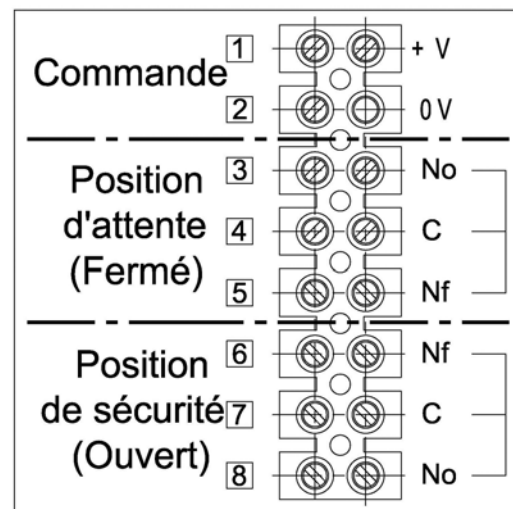 Commande
1 + V
2 0 V
Position
d'attente
(Fermé)
3 No
4 C
5 Nf
Position
de sécurité
(Ouvert)
6 Nf
7 C
8 No